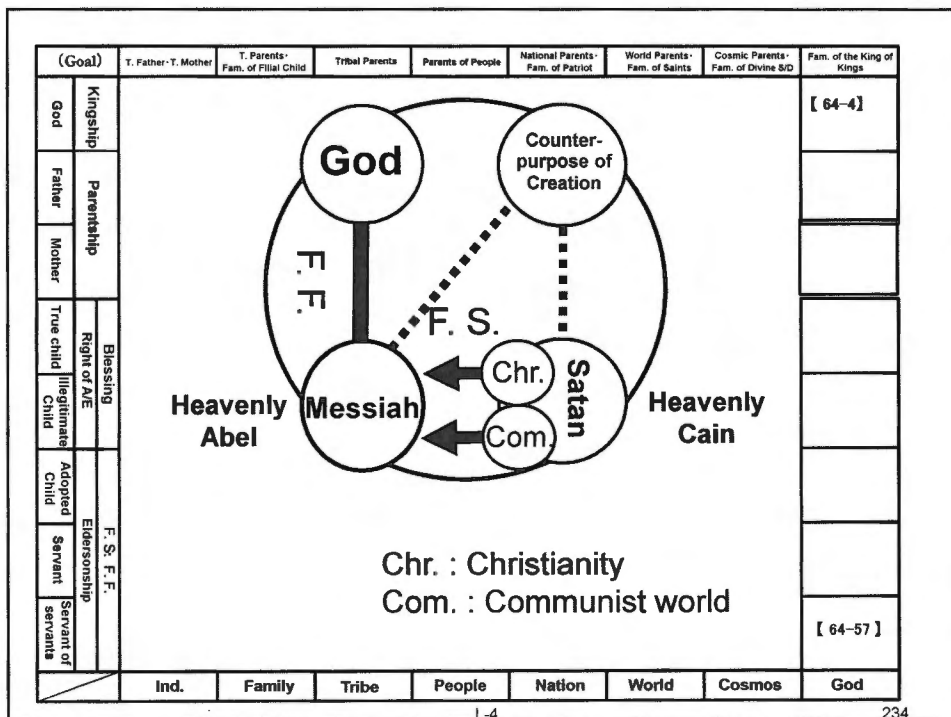 (Goal)
T. Father·T. Mother
T. Parents·
Fam. of Filial Child
Tribal Parents
Parents of People
National Parents·
Fam. of Patriot
World Parents·
Fam. of Saints
Cosmic Parents·
Fam. of Divine S/D
Fam. of the King of
Kings
God
Kingship
【 64-4】
Father
Mother
Parentship
True child
Illegitimate
Child
Right of A/E
Blessing
Adopted
Child
Servant
Servant of
servants
Eldersonship
F. S. F. F.
God
Counter-
purpose of
Creation
F. F.
F. S.
Heavenly
Abel
Messiah
Chr.
Com.
Satan
Heavenly
Cain
Chr. : Christianity
Com. : Communist world
【 64-57 】
Ind.
Family
Tribe
People
Nation
World
Cosmos
God
I -4
234